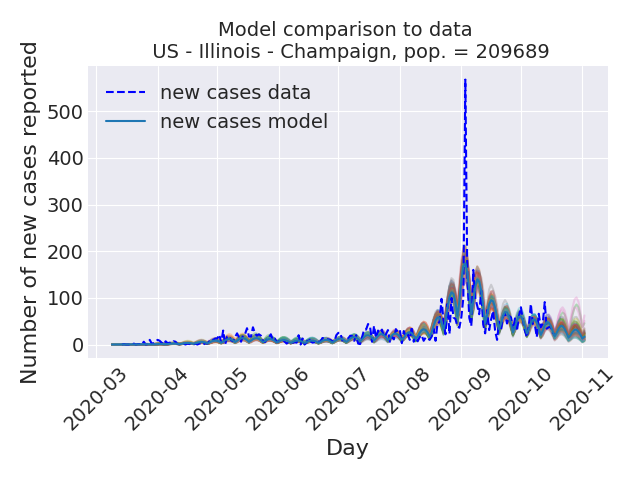 Model comparison to data
US - Illinois - Champaign, pop. = 209689
Number of new cases reported
new cases data
new cases model
500
400
300
200
100
0
2020-03
2020-04
2020-05
2020-06
2020-07
2020-08
2020-09
2020-10
2020-11
Day